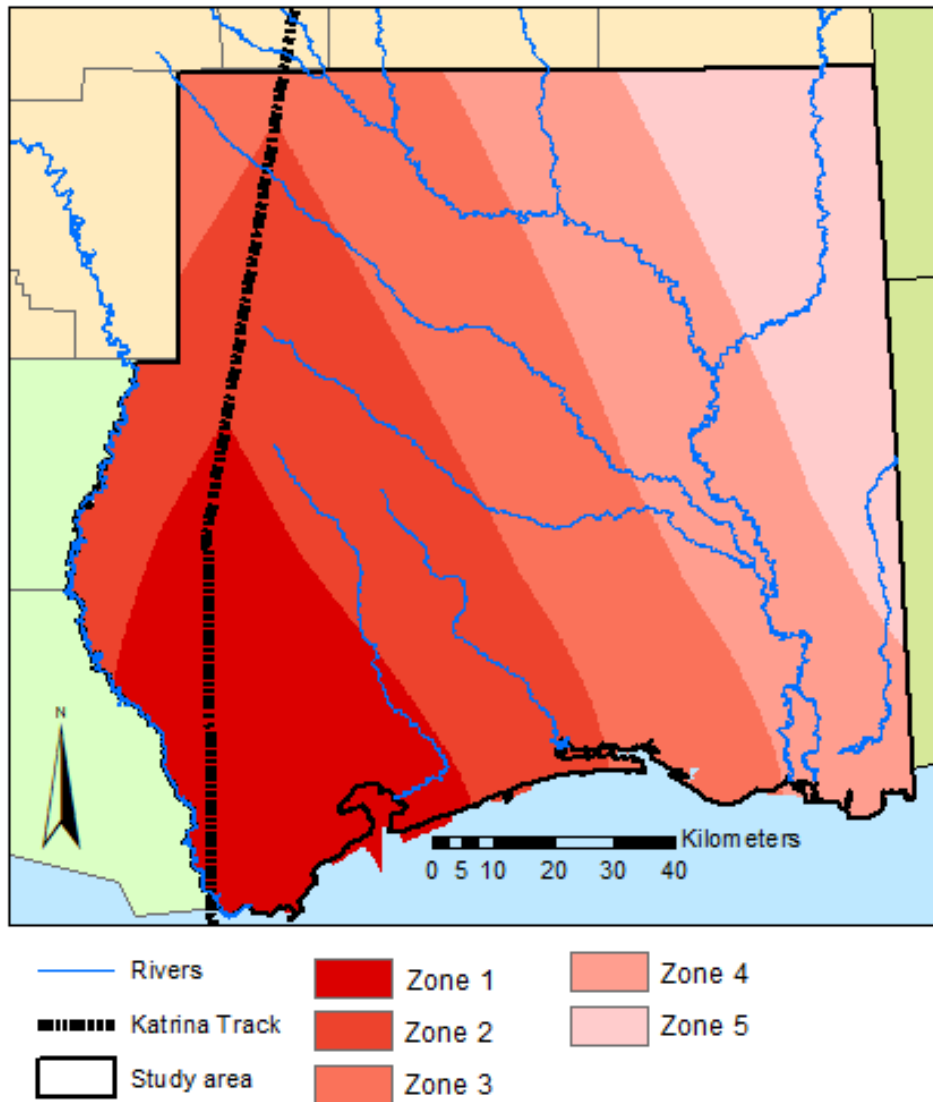 N
Kilometers
0 5 10 20 30 40
Rivers
Katrina Track
Study area
Zone 1
Zone 2
Zone 3
Zone 4
Zone 5